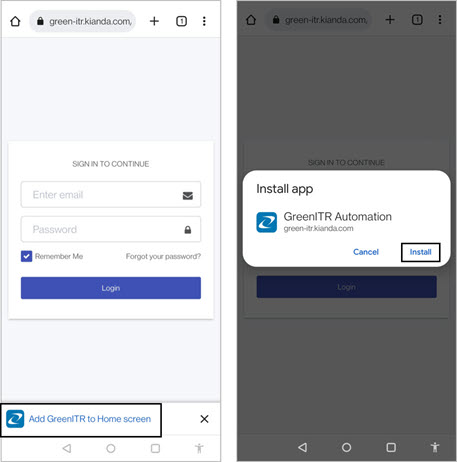 green-itr.kianda.com,
1
SIGN IN TO CONTINUE
Enter email
Password
Remember Me
Forgot your password?
Login
Add GreenITR to Home screen
green-itr.kianda.com,
1
SIGN IN TO CONTINUE
Install app
GreenITR Automation
green-itr.kianda.com
Cancel
Install
Login